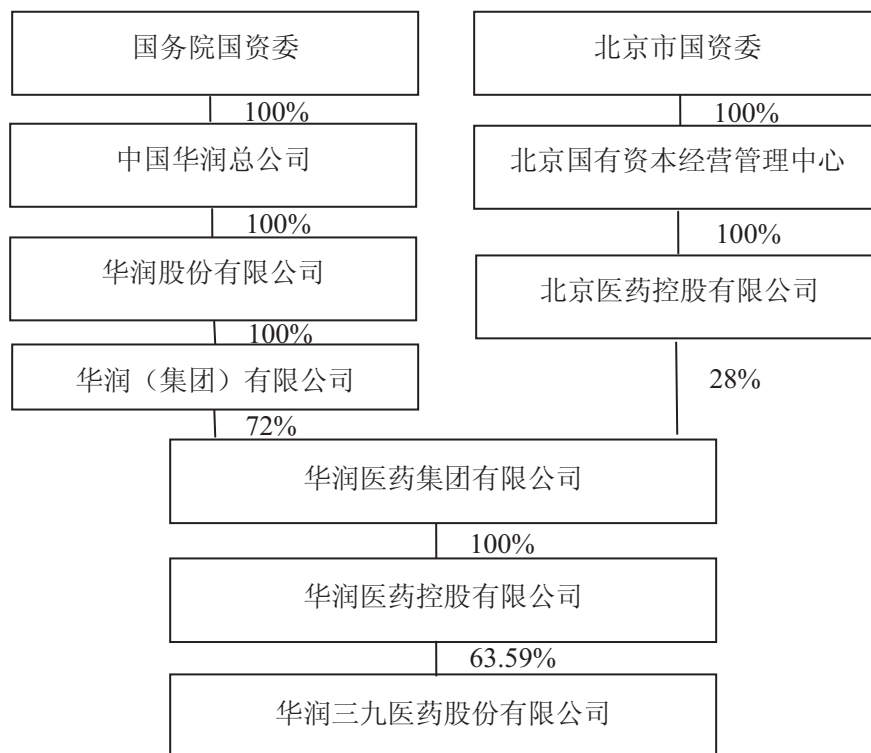 国务院国资委
北京市国资委
100%
100%
中国华润总公司
北京国有资本经营管理中心
100%
100%
华润股份有限公司
北京医药控股有限公司
100%
华润（集团）有限公司
28%
72%
华润医药集团有限公司
100%
华润医药控股有限公司
63.59%
华润三九医药股份有限公司